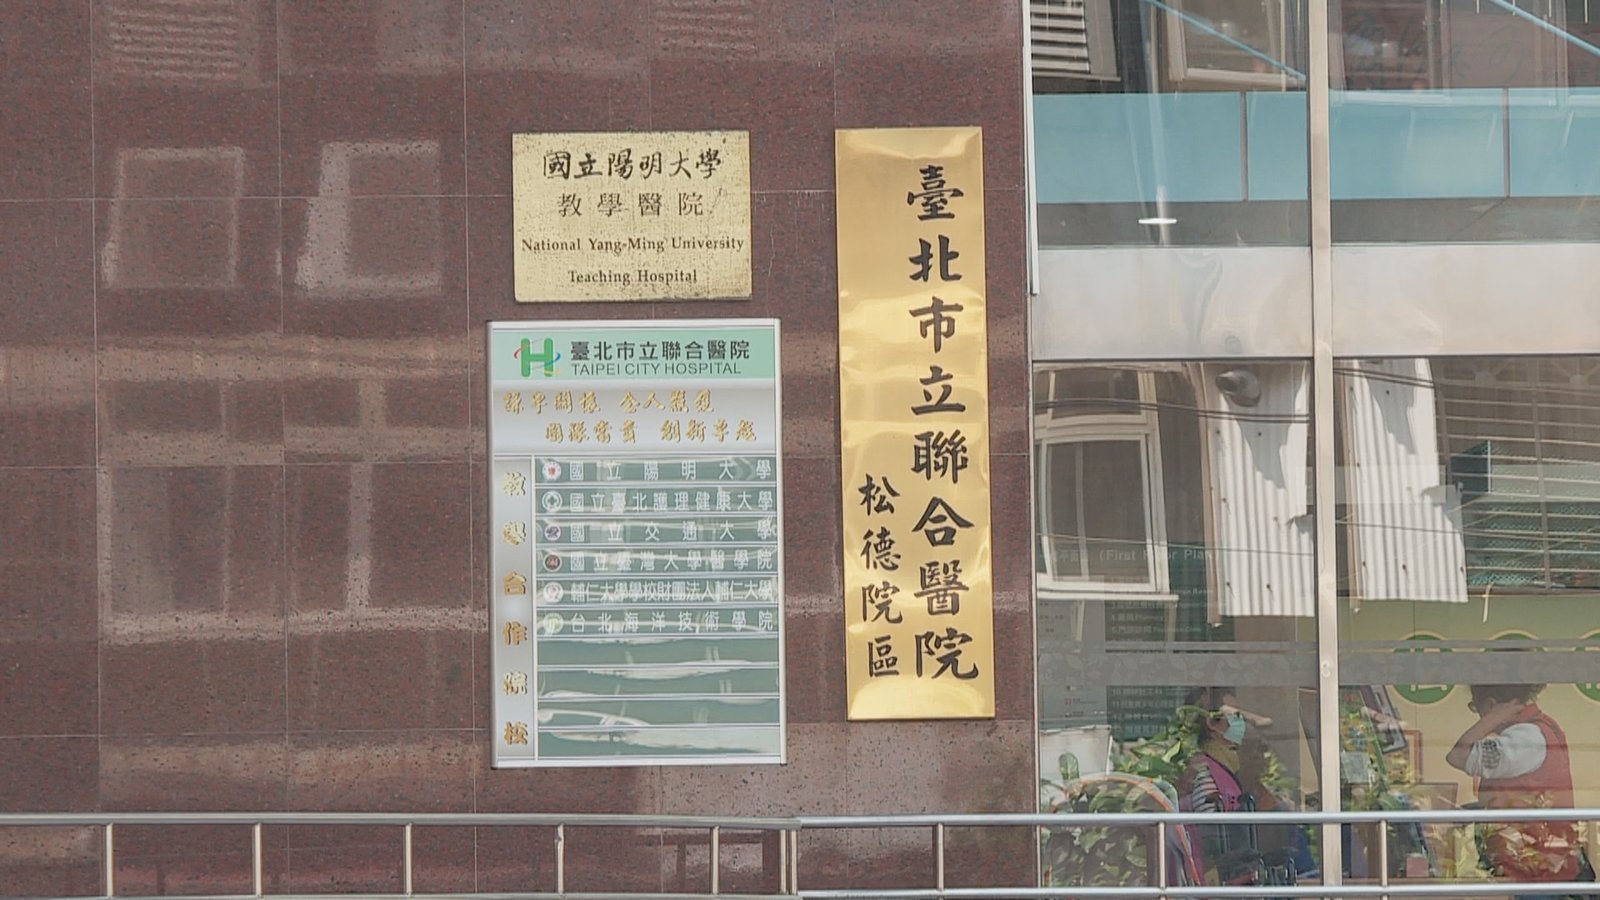 國立陽明大學
教學醫院
National Yang-Ming University
Teaching Hospital
臺北市立聯合醫院
TAIPEI CITY HOSPITAL
團隊當責 創新卓越
教學合作院校
國立陽明大學
國立臺北護理健康大學
國立交通大學
國立臺灣大學醫學院
輔仁大學學校財團法人輔仁大學
台北海洋技術學院
臺北市立聯合醫院
松德院區
(First Floor Plan